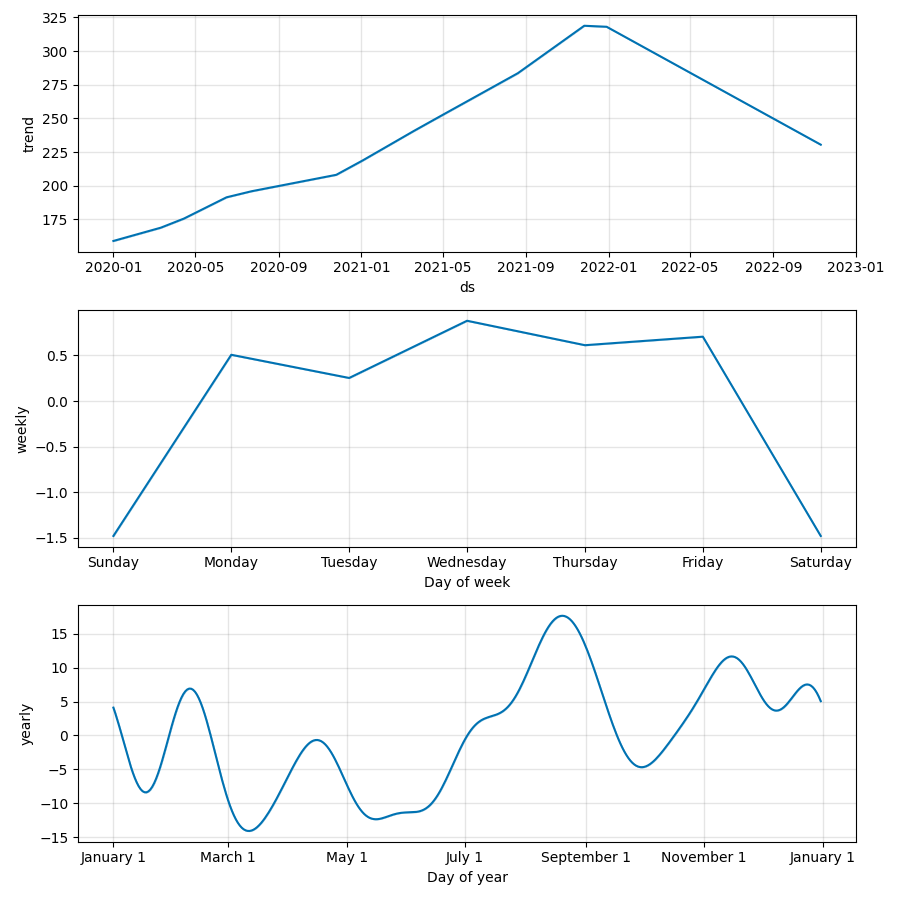 325
300
275
250
225
200
175
trend
2020-01 2020-05 2020-09 2021-01 2021-05 2021-09 2022-01 2022-05 2022-09 2023-01
ds
0.5
0.0
−0.5
−1.0
−1.5
weekly
Sunday Monday Tuesday Wednesday Thursday Friday Saturday
Day of week
15
10
5
0
−5
−10
−15
yearly
January 1 March 1 May 1 July 1 September 1 November 1 January 1
Day of year